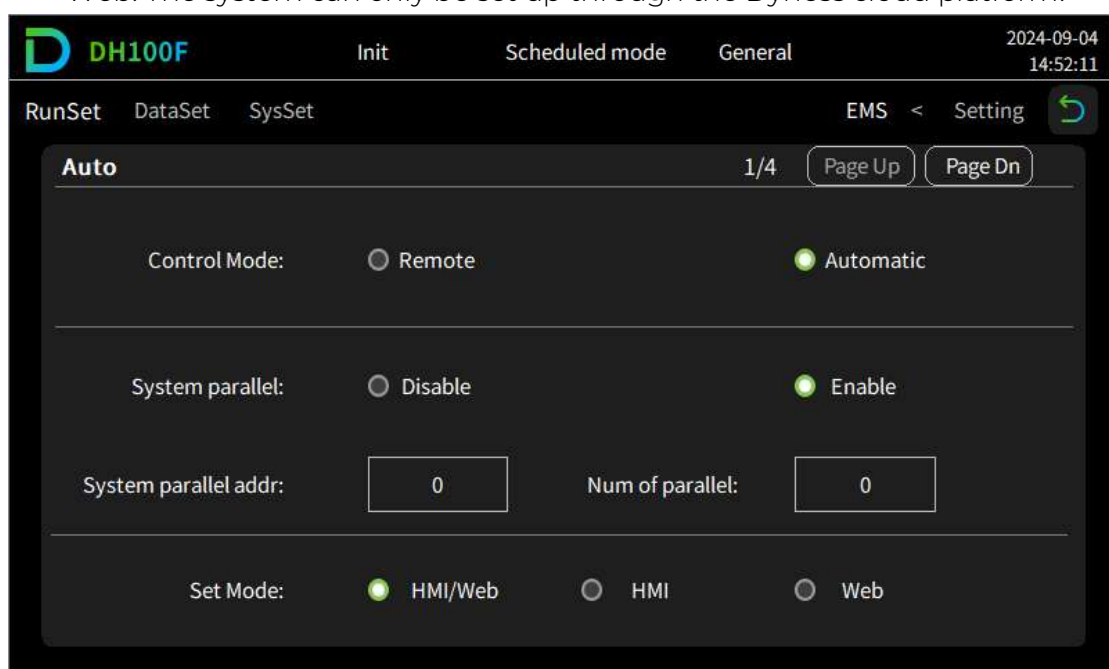 Web: The system can only be set up through the Dyness cloud platform.
DH100F Init Scheduled mode General 2024-09-04
14:52:11
RunSet DataSet SysSet EMS < Setting
Auto 1/4 Page Up Page Dn
Control Mode: Remote Automatic
System parallel: Disable Enable
System parallel addr: 0 Num of parallel: 0
Set Mode: HMI/Web HMI Web